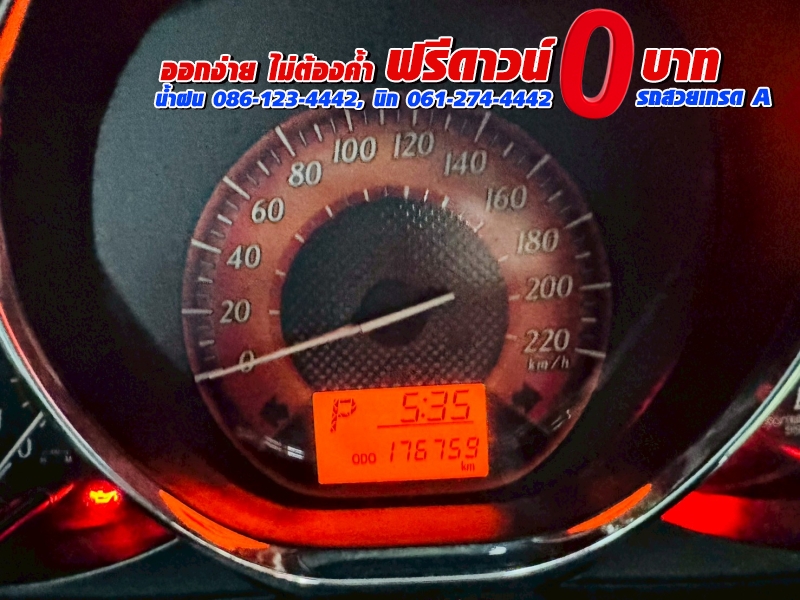 ออกง่าย ไม่ต้องค้ำ ฟรีดาวน์ 0 บาท
น้ำฝน 086-123-4442, นิก 061-274-4442 รถสวยเกรด A
0 20 40 60 80 100 120 140 160 180 200 220
km/h
P 5:35
ODO 176759
km